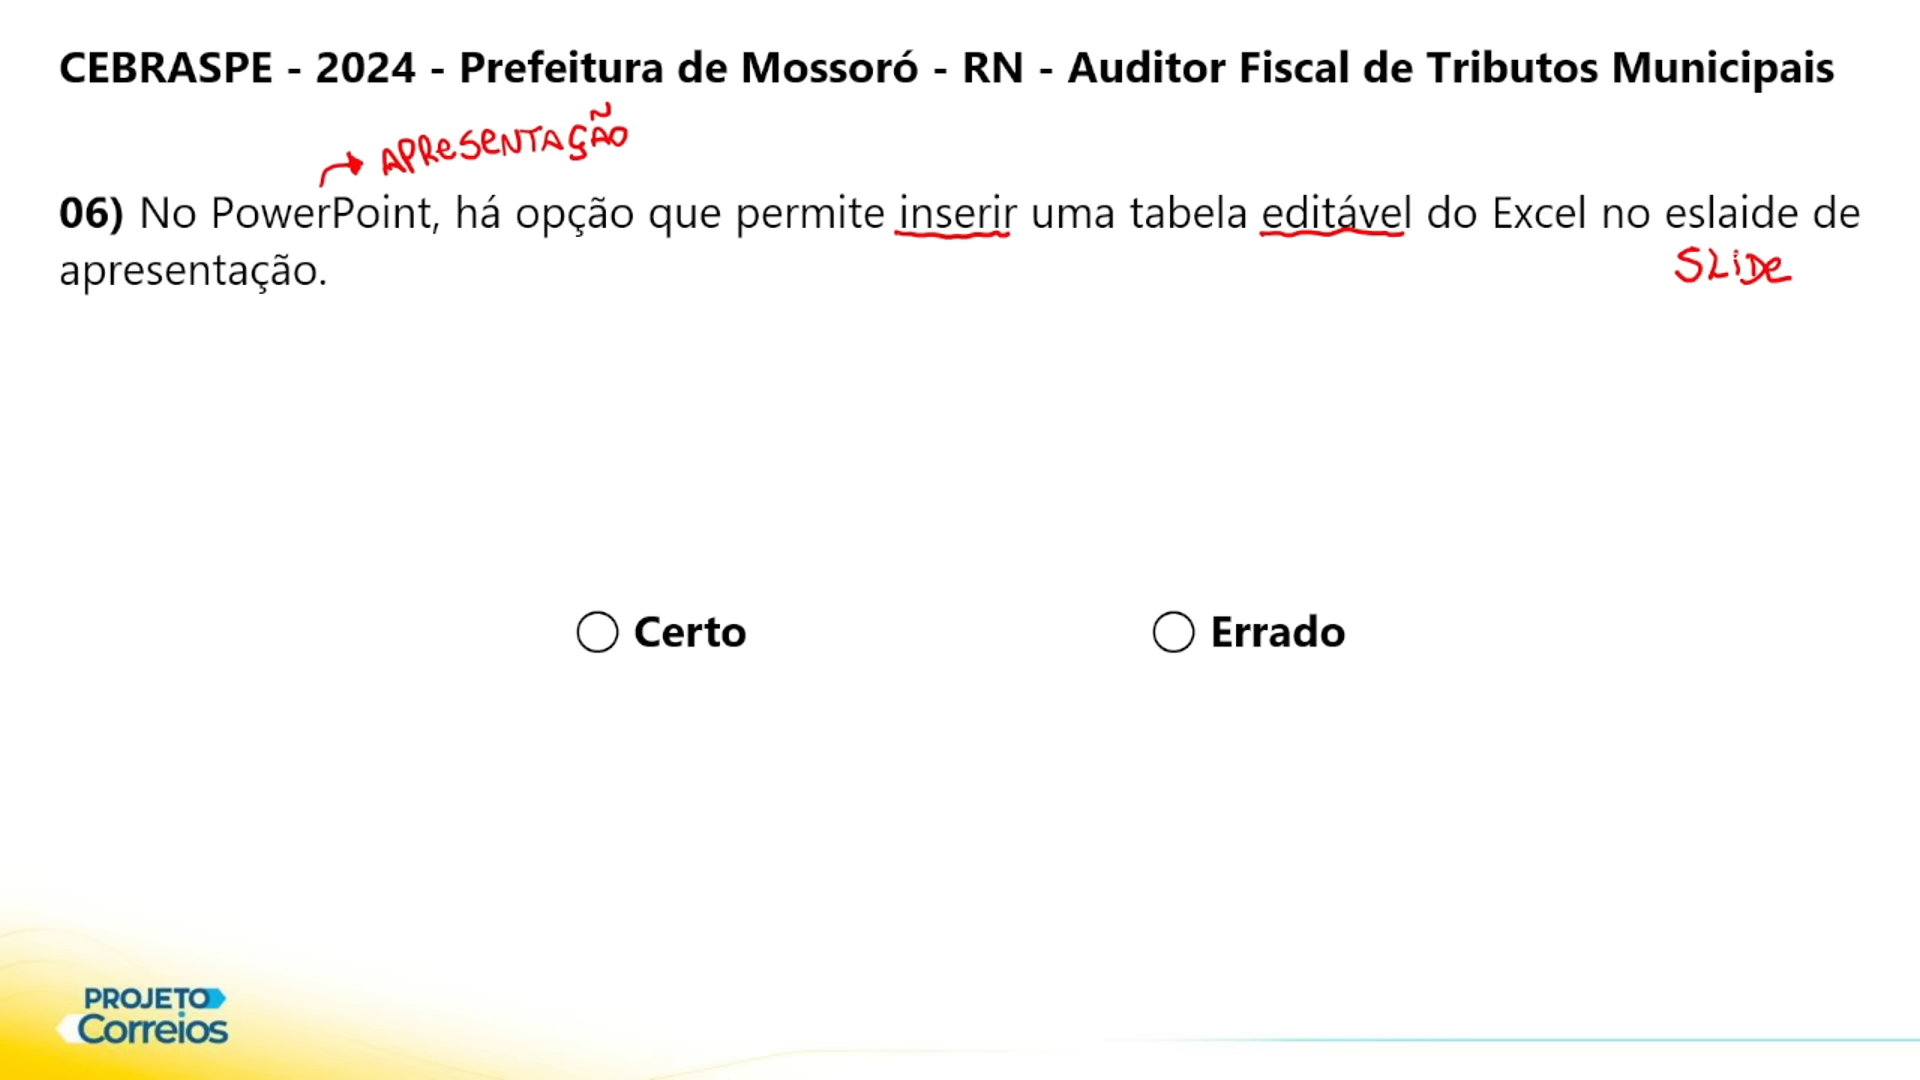 CEBRASPE - 2024 - Prefeitura de Mossoró - RN - Auditor Fiscal de Tributos Municipais
APRESENTAÇÃO
06) No PowerPoint, há opção que permite inserir uma tabela editável do Excel no eslaide de
apresentação.
SLIDE
Certo
Errado
PROJETO
Correios